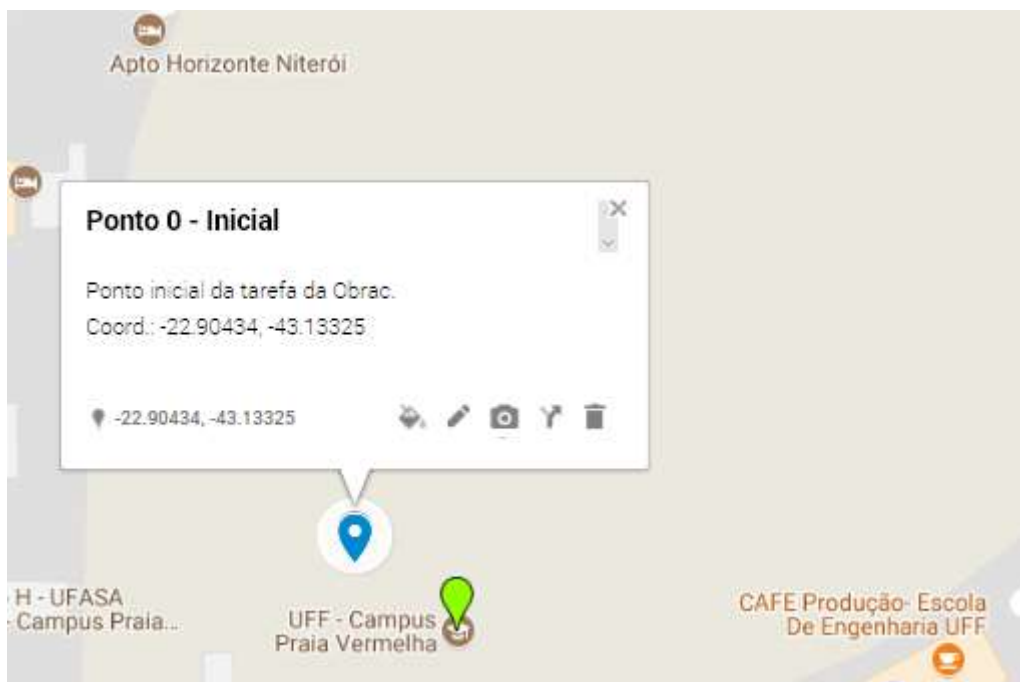 Apto Horizonte Niterói
Ponto 0 - Inicial
Ponto inicial da tarefa da Obrac.
Coord.: -22.90434, -43.13325
-22.90434, -43.13325
H - UFASA
Campus Praia...
UFF - Campus
Praia Vermelha
CAFE Produção- Escola
De Engenharia UFF